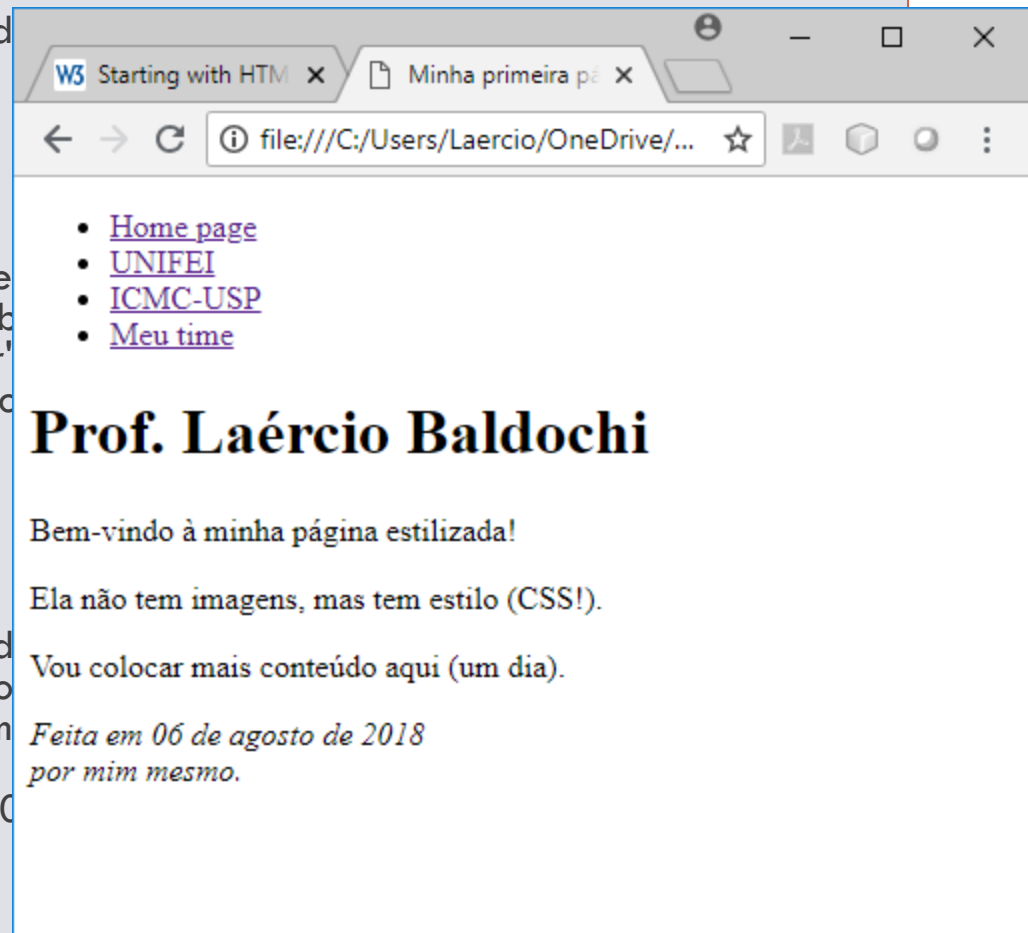 W3 Starting with HTM
Minha primeira pá
file:///C:/Users/Laercio/OneDrive/...
Home page
UNIFEI
ICMC-USP
Meu time
Prof. Laércio Baldochi
Bem-vindo à minha página estilizada!
Ela não tem imagens, mas tem estilo (CSS!).
Vou colocar mais conteúdo aqui (um dia).
Feita em 06 de agosto de 2018
por mim mesmo.